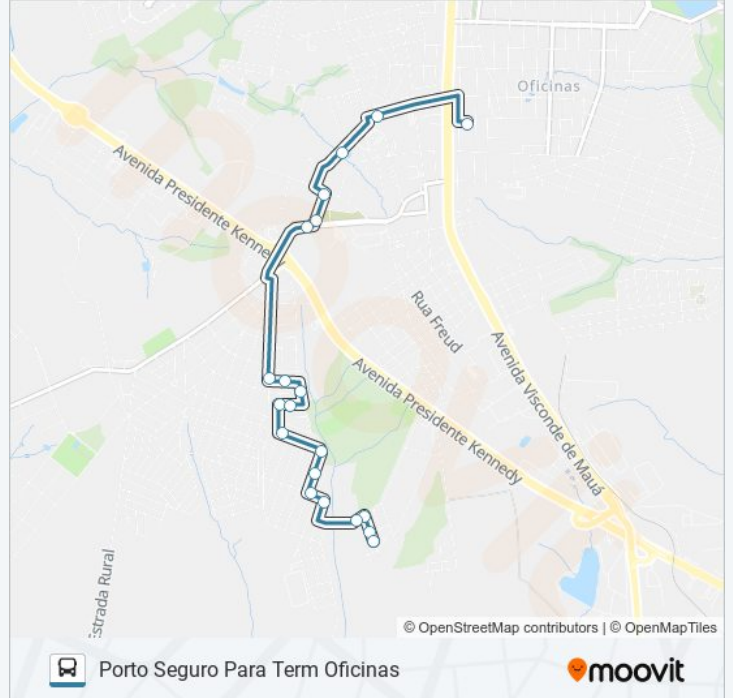 Oficinas
Avenida Presidente Kennedy
Rua Freud
Avenida Visconde de Mauá
Avenida Presidente Kennedy
Estrada Rural
© OpenStreetMap contributors | © OpenMapTiles
Porto Seguro Para Term Oficinas
moovit